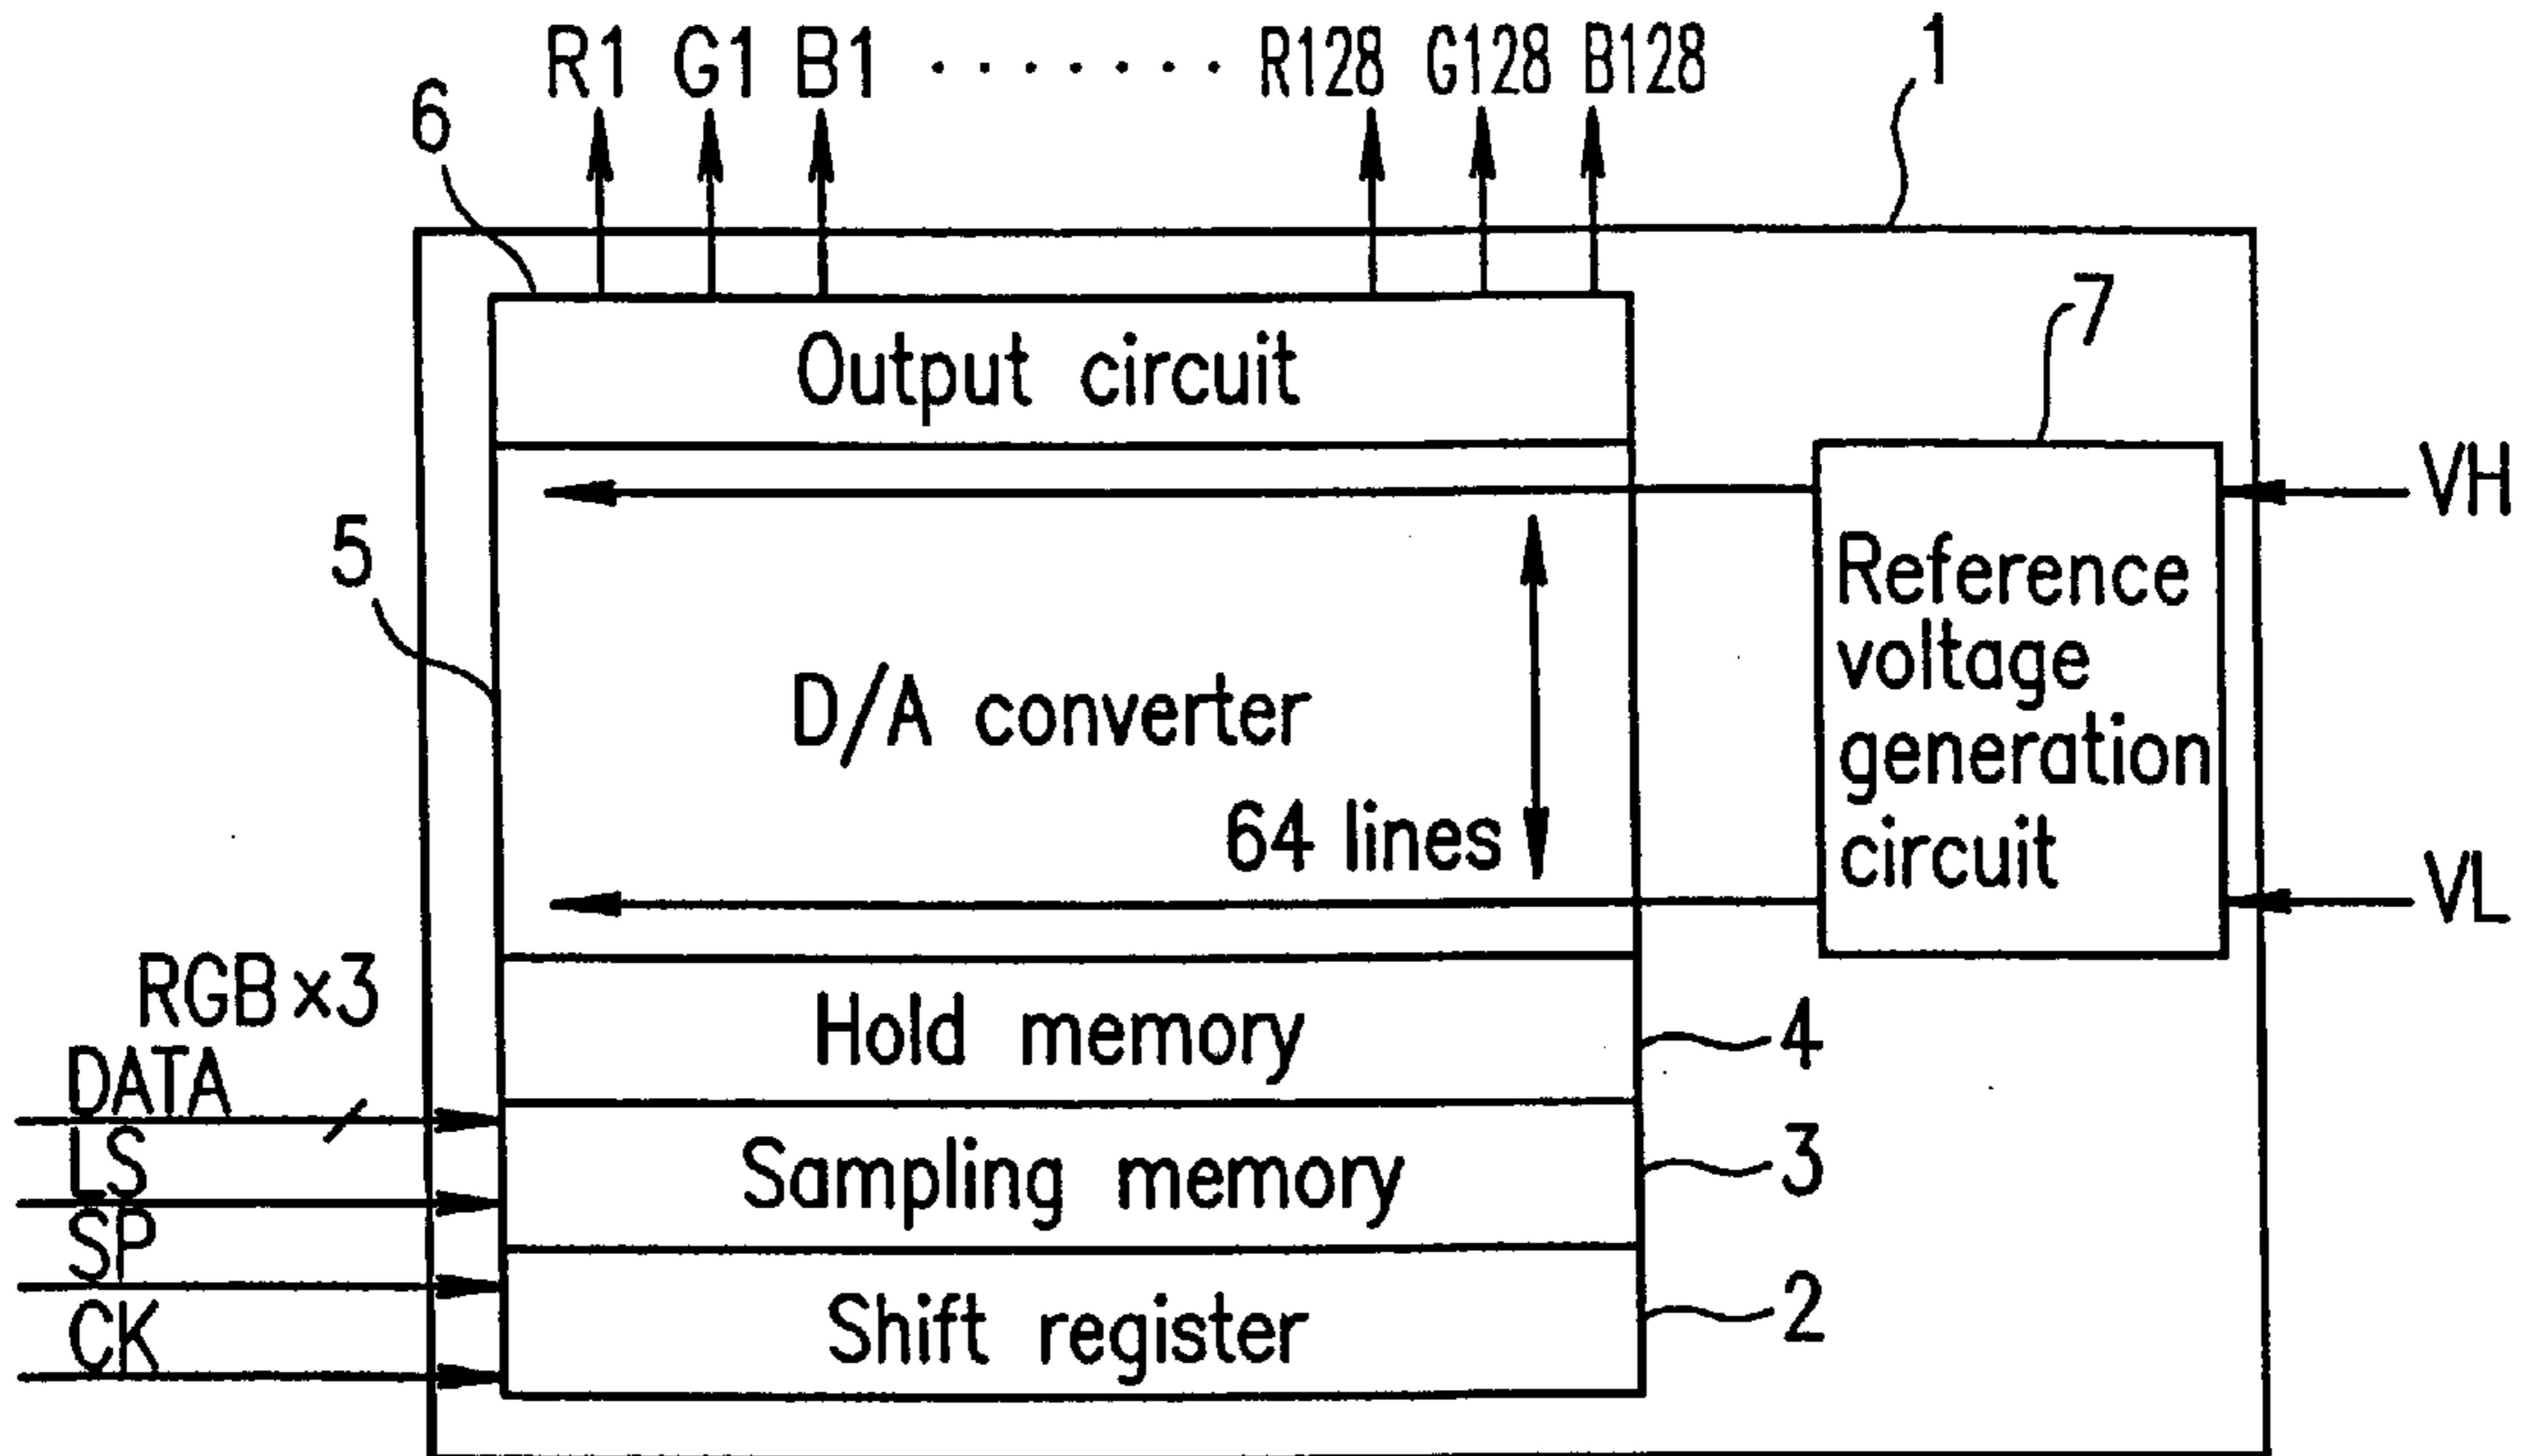 R1 G1 B1 ······· R128 G128 B128
1
6
Output circuit
7
VH
5
Reference
voltage
generation
circuit
D/A converter
64 lines
VL
RGB×3
Hold memory
4
DATA
LS
Sampling memory
3
SP
CK
Shift register
2